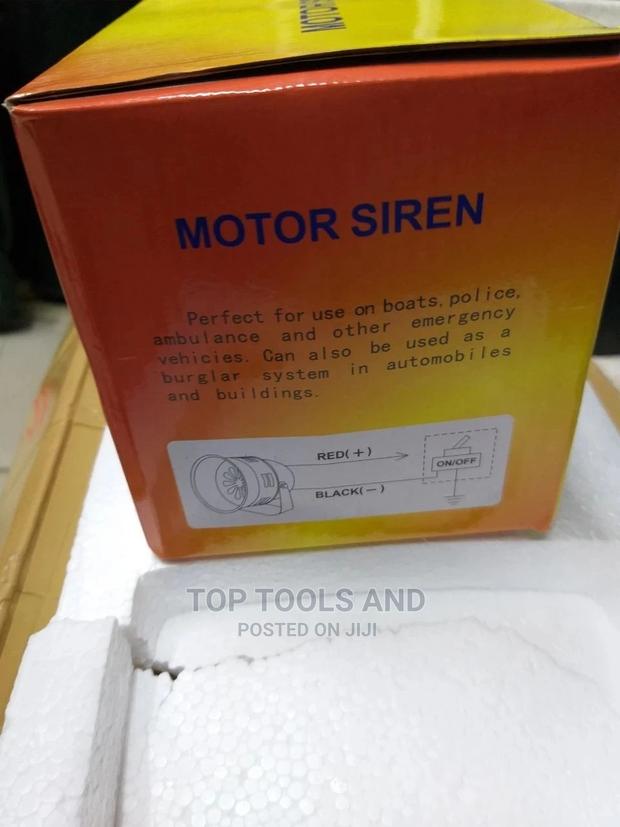 MOTOR SIREN
Perfect for use on boats, police,
ambulance and other emergency
vehicies. Can also be used as a
burglar system in automobiles
and buildings.
RED(+)
ON/OFF
BLACK(−)
TOP TOOLS AND
POSTED ON JIJI